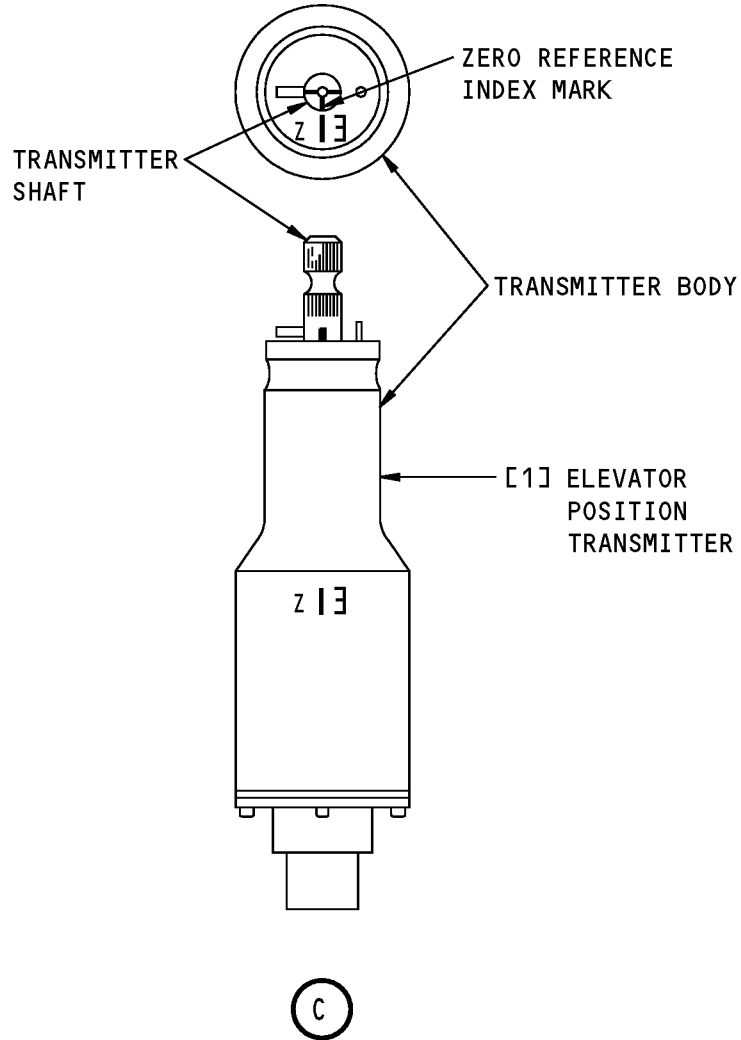 ZERO REFERENCE
INDEX MARK
Z
TRANSMITTER
SHAFT
TRANSMITTER BODY
[1] ELEVATOR
POSITION
TRANSMITTER
Z
C